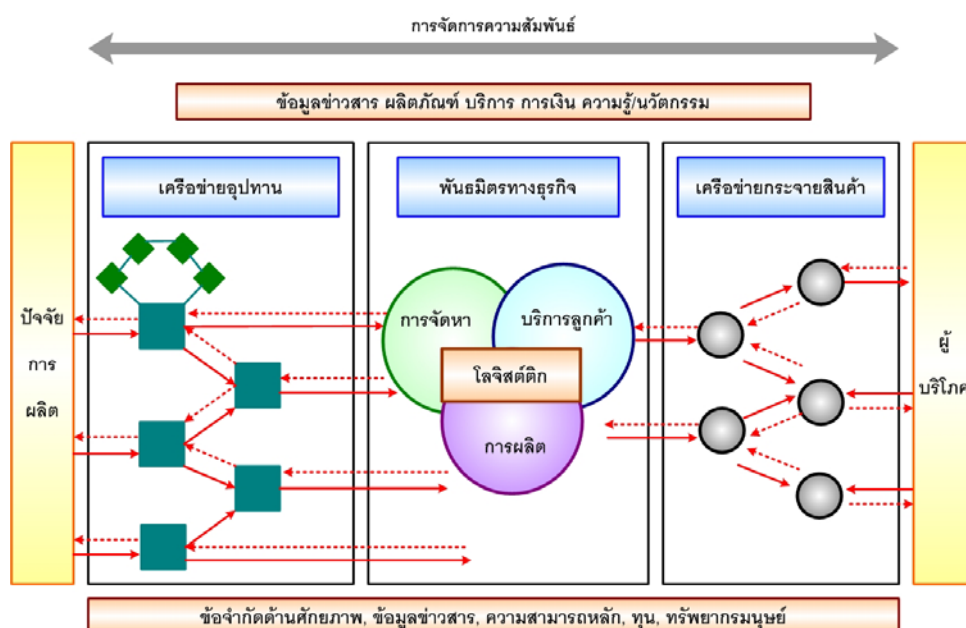 การจัดการความสัมพันธ์
ข้อมูลข่าวสาร ผลิตภัณฑ์ บริการ การเงิน ความรู้/นวัตกรรม
เครือข่ายอุปทาน
พันธมิตรทางธุรกิจ
เครือข่ายกระจายสินค้า
ปัจจัย
การ
ผลิต
การจัดหา
บริการลูกค้า
โลจิสต์ติก
การผลิต
ผู้
บริโภค
ข้อจำกัดด้านศักยภาพ, ข้อมูลข่าวสาร, ความสามารถหลัก, ทุน, ทรัพยากรมนุษย์